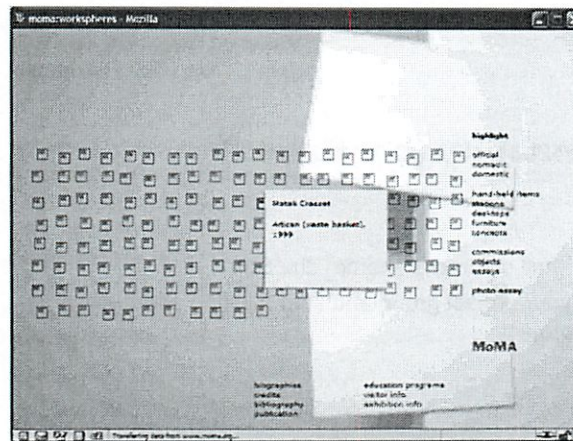 moma:workspheres - Mozilla
highlight
official
nomadic
domestic
hand-held items
desktops
furniture
concepts
commissions
objects
essays
photo essay
Matali Crasset
Artican (waste basket),
1999
MoMA
biographies
credits
bibliography
publication
education programs
visitor info
exhibition info
Transferring data from www.moma.org...